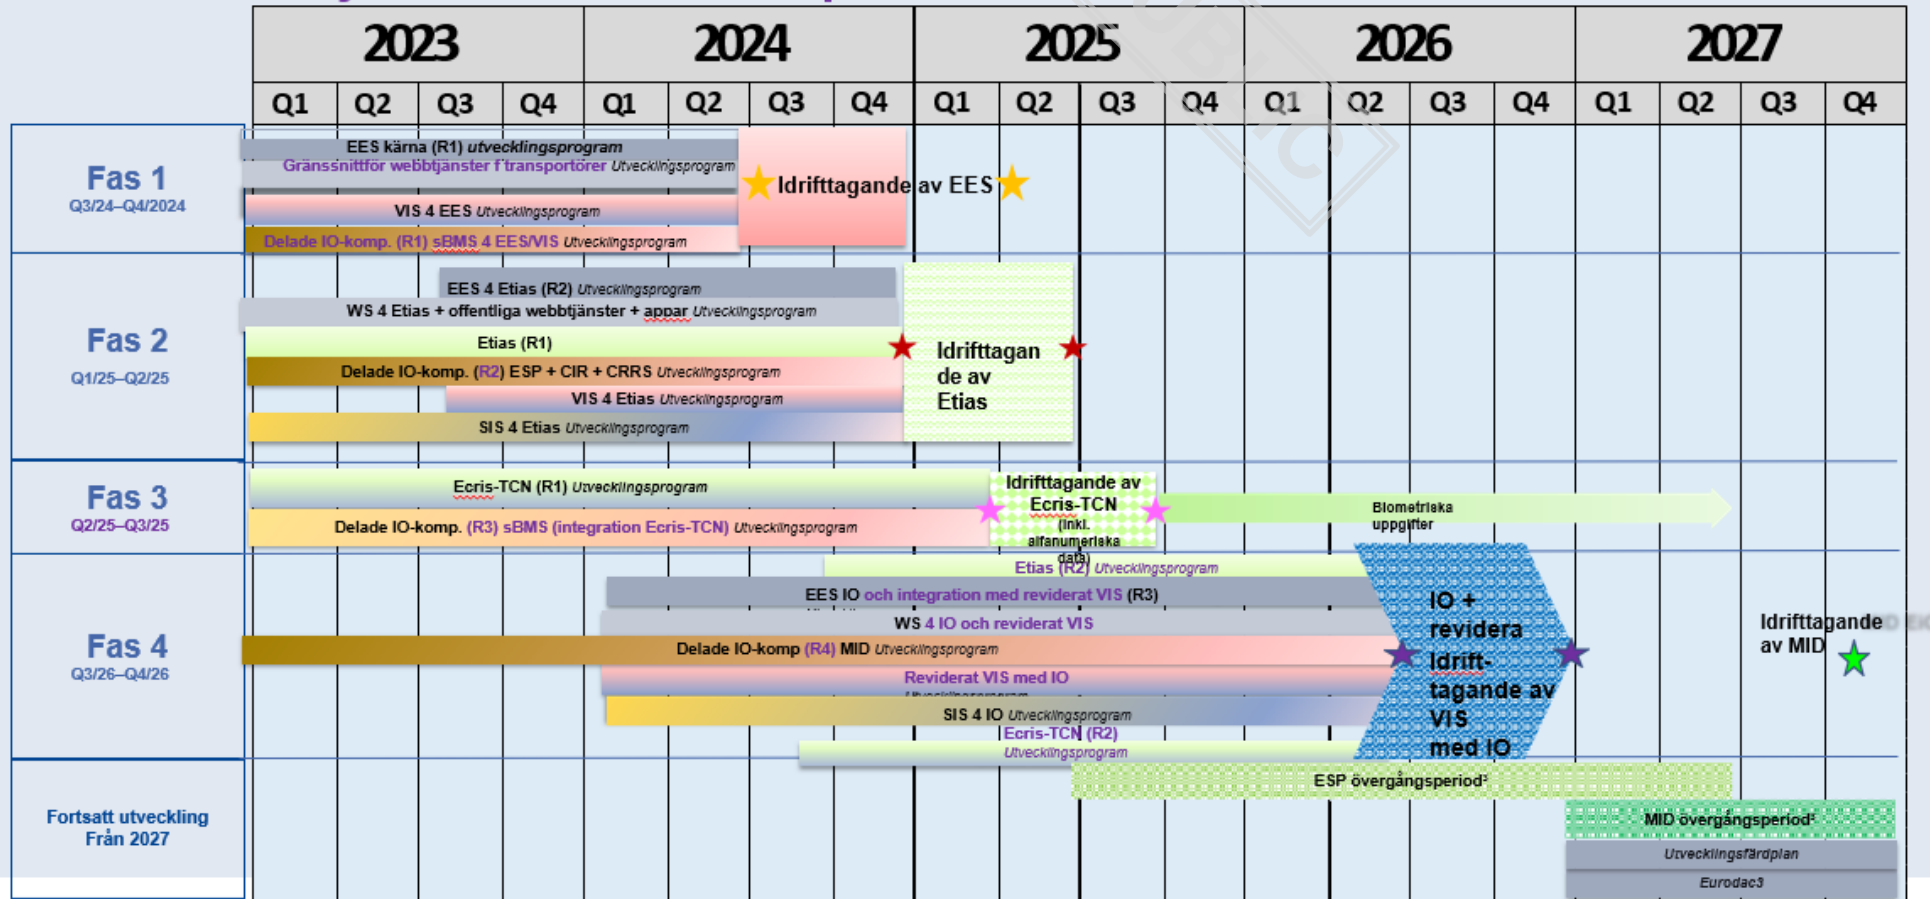 2023 2024 2025 2026 2027
Q1 Q2 Q3 Q4 Q1 Q2 Q3 Q4 Q1 Q2 Q3 Q4 Q1 Q2 Q3 Q4 Q1 Q2 Q3 Q4
Fas 1
Q3/24–Q4/2024
EES kärna (R1) utvecklingsprogram
Gränssnittför webbtjänster f transportörer Utvecklingsprogram
VIS 4 EES Utvecklingsprogram
Delade IO-komp. (R1) sBMS 4 EES/VIS Utvecklingsprogram
Idrifttagande av EES
Fas 2
Q1/25–Q2/25
EES 4 Etias (R2) Utvecklingsprogram
WS 4 Etias + offentliga webbtjänster + appar Utvecklingsprogram
Etias (R1)
Delade IO-komp. (R2) ESP + CIR + CRRS Utvecklingsprogram
VIS 4 Etias Utvecklingsprogram
SIS 4 Etias Utvecklingsprogram
Idrifttagan
de av
Etias
Fas 3
Q2/25–Q3/25
Ecris-TCN (R1) Utvecklingsprogram
Delade IO-komp. (R3) sBMS (integration Ecris-TCN) Utvecklingsprogram
Idrifttagande av
Ecris-TCN
(inkl.
alfanumeriska
data)
Biometriska
uppgifter
Fas 4
Q3/26–Q4/26
Etias (R2) Utvecklingsprogram
EES IO och integration med reviderat VIS (R3)
WS 4 IO och reviderat VIS
Delade IO-komp (R4) MID Utvecklingsprogram
Reviderat VIS med IO
Utvecklingsprogram
SIS 4 IO Utvecklingsprogram
Ecris-TCN (R2)
Utvecklingsprogram
IO +
revidera
Idrift-
tagande av
VIS
med IO
Idrifttagande
av MID
Fortsatt utveckling
Från 2027
ESP övergångsperiod³
MID övergångsperiod³
Utvecklingsfärdplan
Eurodac3
PUBLIC